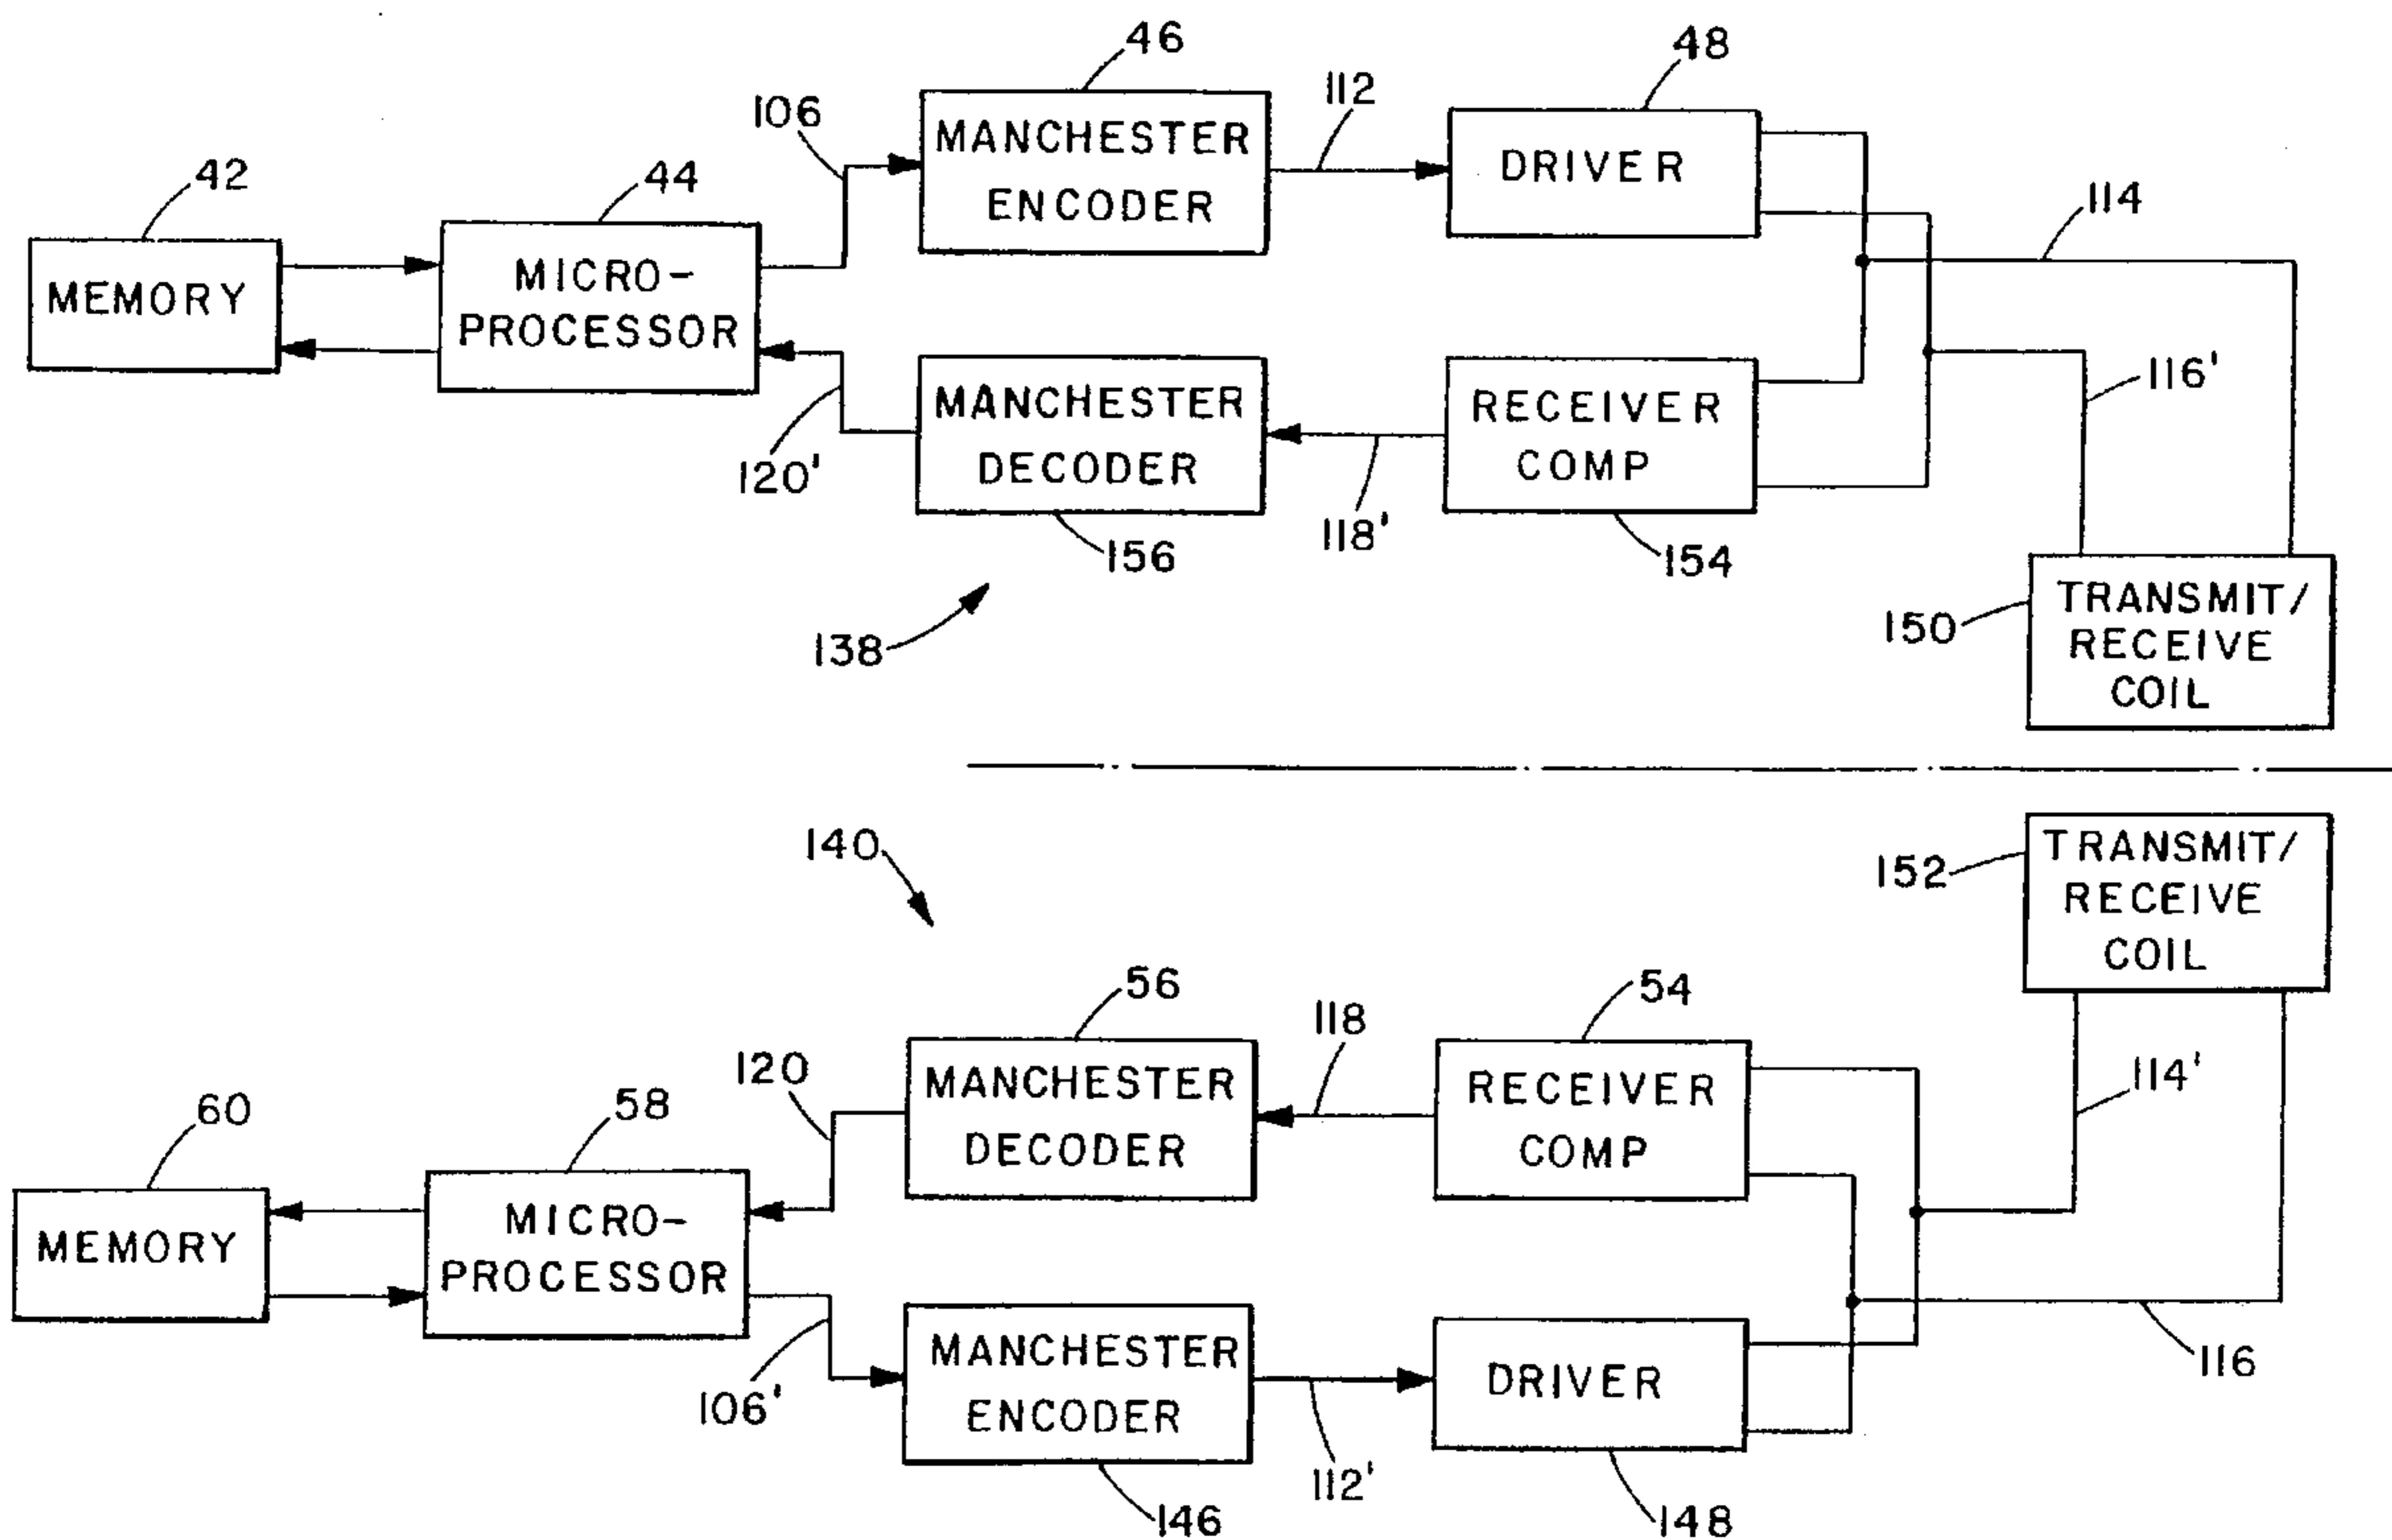 46
48
106
112
42
44
MANCHESTER
ENCODER
DRIVER
114
MEMORY
MICRO-
PROCESSOR
116'
MANCHESTER
DECODER
RECEIVER
COMP
120'
118'
156
154
138
150
TRANSMIT/
RECEIVE
COIL
140
152
TRANSMIT/
RECEIVE
COIL
56
54
118
120
60
58
MANCHESTER
DECODER
RECEIVER
COMP
114'
MEMORY
MICRO-
PROCESSOR
106'
MANCHESTER
ENCODER
DRIVER
116
112'
146
148